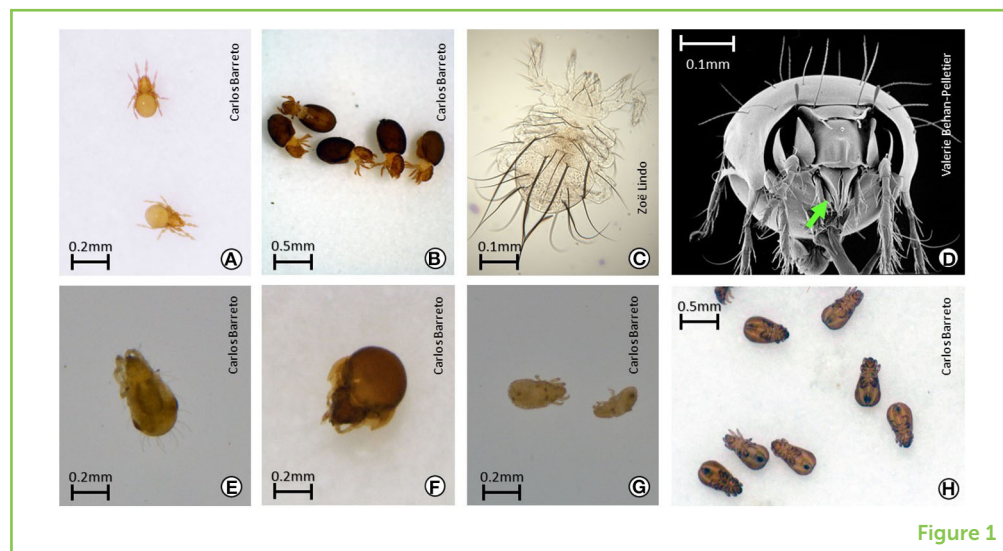 Carlos Barreto
0.2mm
A
Carlos Barreto
0.5mm
B
Zoë Lindo
0.1mm
C
0.1mm
Valerie Behan-Pelletier
D
Carlos Barreto
0.2mm
E
Carlos Barreto
0.2mm
F
Carlos Barreto
0.2mm
G
0.5mm
Carlos Barreto
H
Figure 1